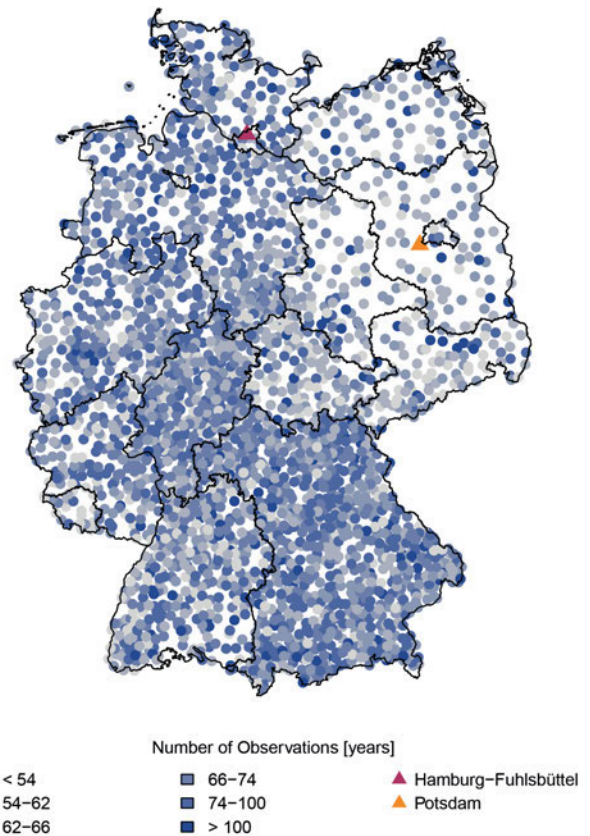 Number of Observations [years]
< 54 66–74 Hamburg–Fuhlsbüttel
54–62 74–100 Potsdam
62–66 > 100